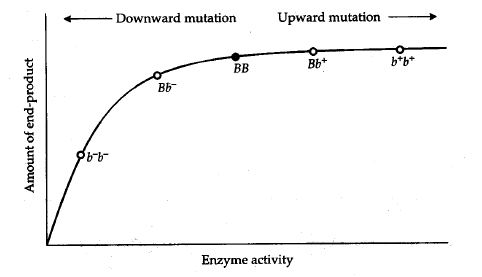 Downward mutation
Upward mutation
Amount of end-product
b⁻b⁻
Bb⁻
BB
Bb⁺
b⁺b⁺
Enzyme activity